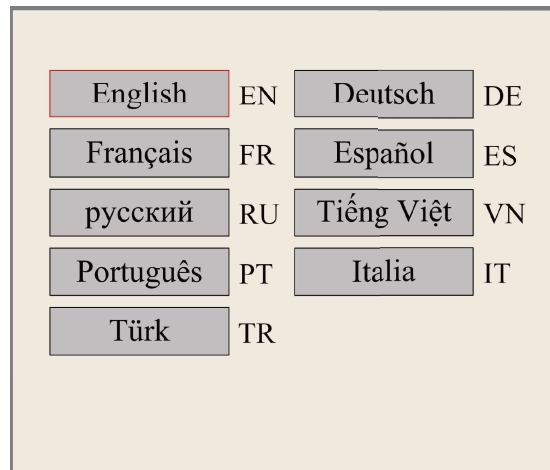 English EN Deutsch DE
Français FR Español ES
русский RU Tiếng Việt VN
Português PT Italia IT
Türk TR